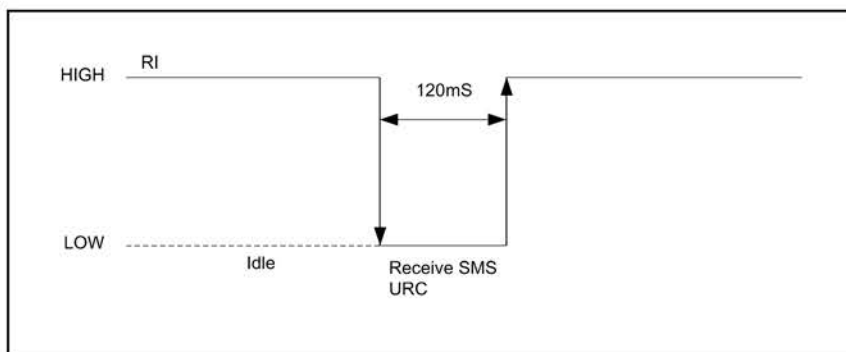 RI
HIGH
120mS
LOW
Idle
Receive SMS
URC